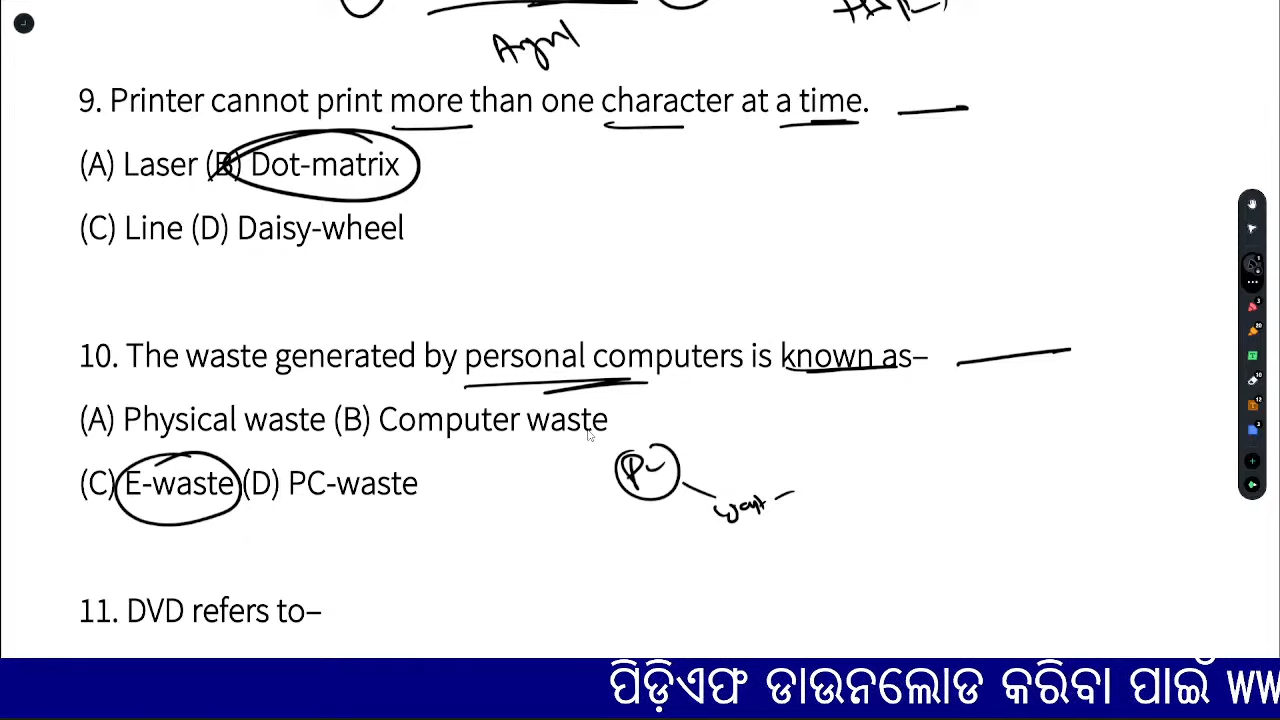 9. Printer cannot print more than one character at a time.
(A) Laser (B) Dot-matrix
(C) Line (D) Daisy-wheel
10. The waste generated by personal computers is known as–
(A) Physical waste (B) Computer waste
(C) E-waste (D) PC-waste
11. DVD refers to–
ପିଡ଼ିଏଫ ଡାଉନଲୋଡ କରିବା ପାଇଁ WW